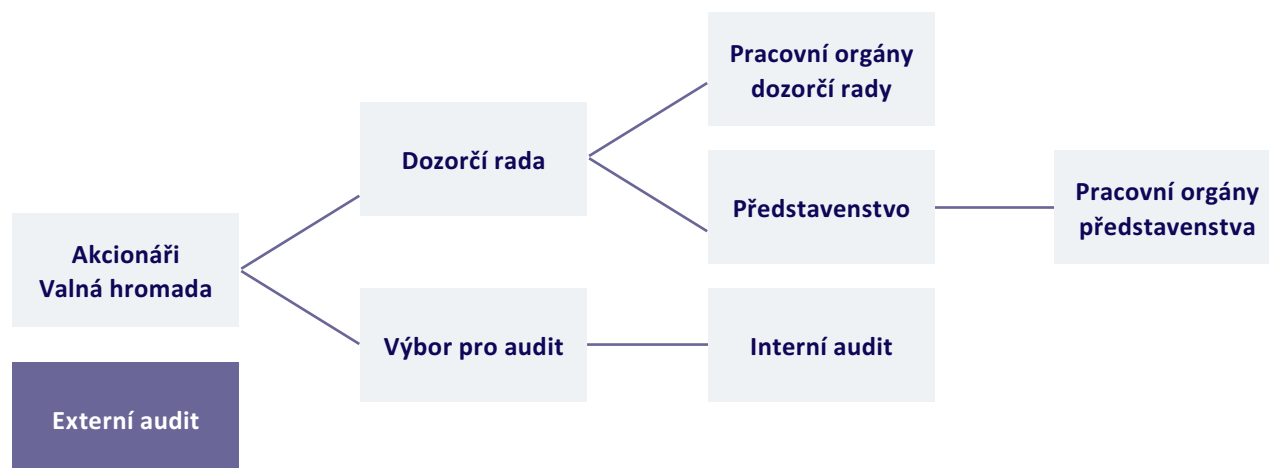 Pracovní orgány
dozorčí rady
Dozorčí rada
Představenstvo
Pracovní orgány
představenstva
Akcionáři
Valná hromada
Výbor pro audit
Interní audit
Externí audit